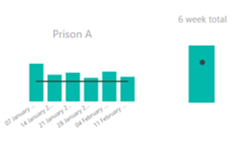 6 week total
Prison A
07 January ...
14 January 2...
21 January 2...
28 January 2...
04 February ...
11 February ...